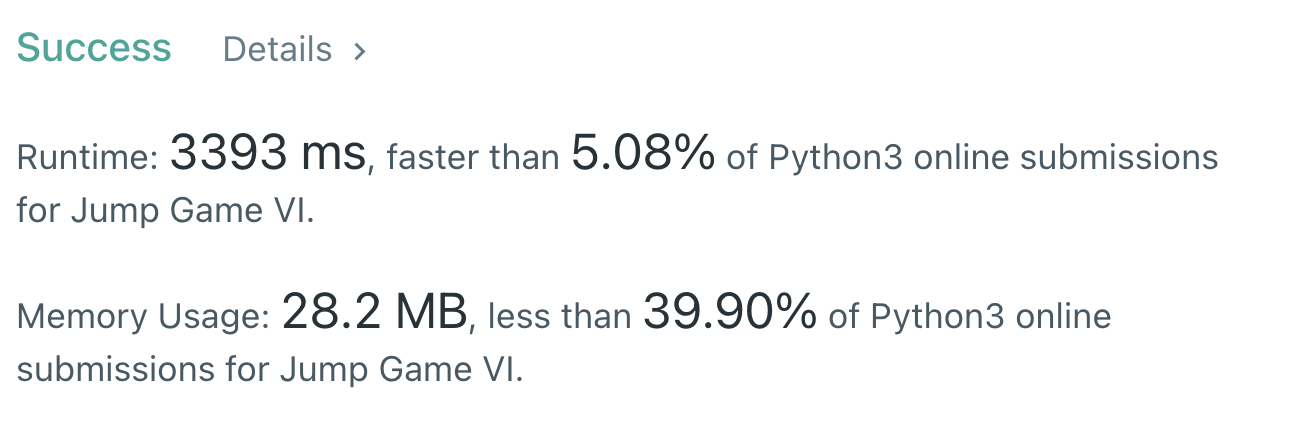 Success Details >
Runtime: 3393 ms, faster than 5.08% of Python3 online submissions
for Jump Game VI.
Memory Usage: 28.2 MB, less than 39.90% of Python3 online
submissions for Jump Game VI.